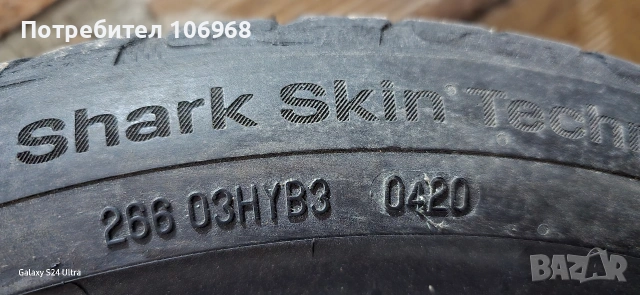 Потребител 106968
Shark Skin Techn
266 03HYB3 0420
Galaxy S24 Ultra
BAZAR